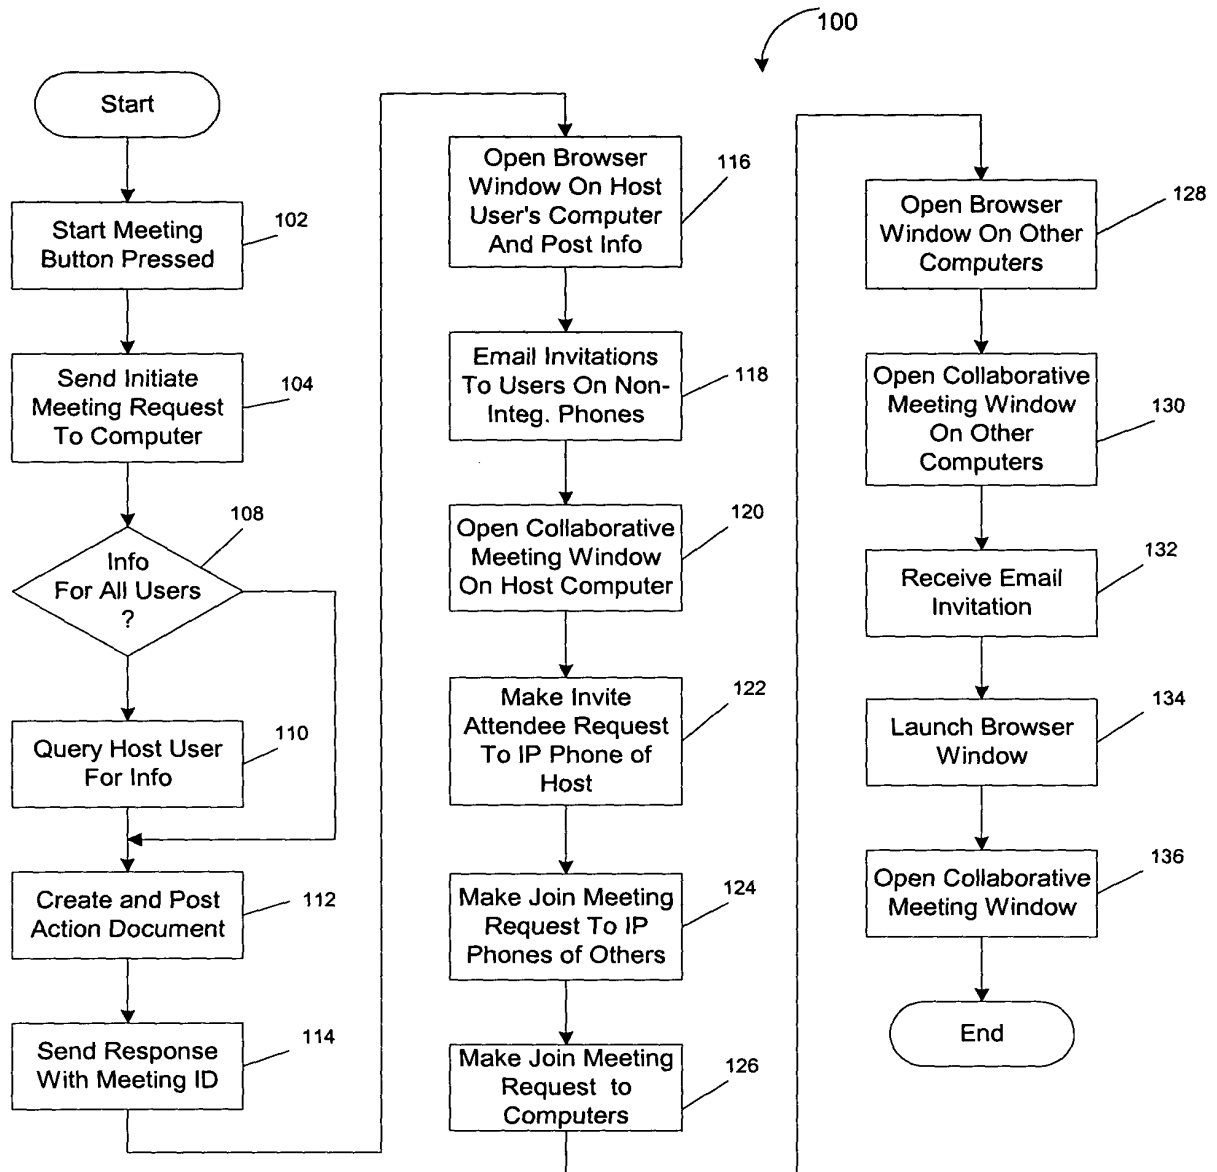 100
Start
Start Meeting
Button Pressed
102
Send Initiate
Meeting Request
To Computer
104
Info
For All Users
?
108
Query Host User
For Info
110
Create and Post
Action Document
112
Send Response
With Meeting ID
114
Open Browser
Window On Host
User's Computer
And Post Info
116
Email Invitations
To Users On Non-
Integ. Phones
118
Open Collaborative
Meeting Window
On Host Computer
120
Make Invite
Attendee Request
To IP Phone of
Host
122
Make Join Meeting
Request To IP
Phones of Others
124
Make Join Meeting
Request to
Computers
126
Open Browser
Window On Other
Computers
128
Open Collaborative
Meeting Window
On Other
Computers
130
Receive Email
Invitation
132
Launch Browser
Window
134
Open Collaborative
Meeting Window
136
End